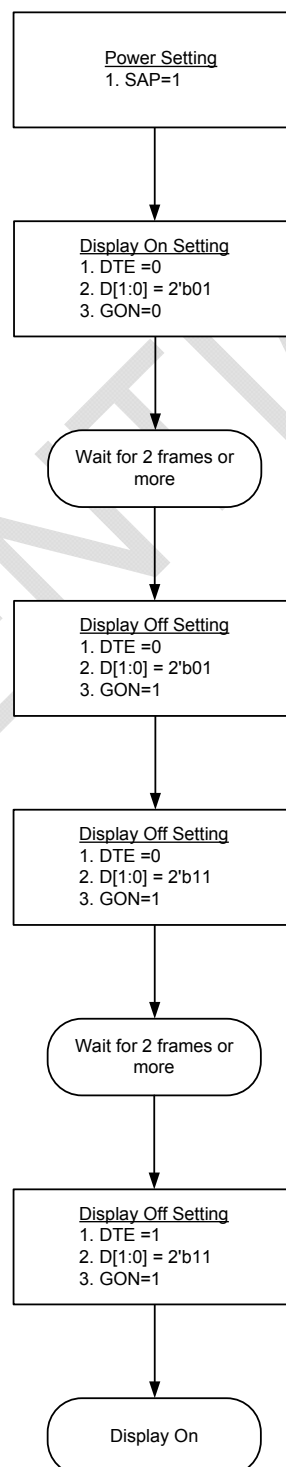 Power Setting
1. SAP=1
Display On Setting
1. DTE =0
2. D[1:0] = 2'b01
3. GON=0
Wait for 2 frames or
more
Display Off Setting
1. DTE =0
2. D[1:0] = 2'b01
3. GON=1
Display Off Setting
1. DTE =0
2. D[1:0] = 2'b11
3. GON=1
Wait for 2 frames or
more
Display Off Setting
1. DTE =1
2. D[1:0] = 2'b11
3. GON=1
Display On